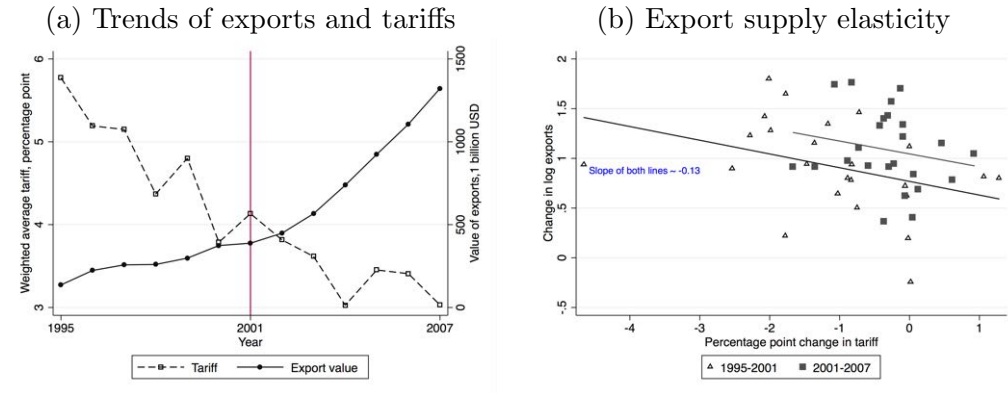 (a) Trends of exports and tariffs
Weighted average tariff, percentage point
6
5
4
3
1500
1000
500
0
Value of exports,1 billion USD
1995
2001
2007
Year
Tariff
Export value
(b) Export supply elasticity
Change in log exports
2
1.5
1
.5
0
-.5
Slope of both lines ~ -0.13
-4
-3
-2
-1
0
1
Percentage point change in tariff
1995-2001
2001-2007